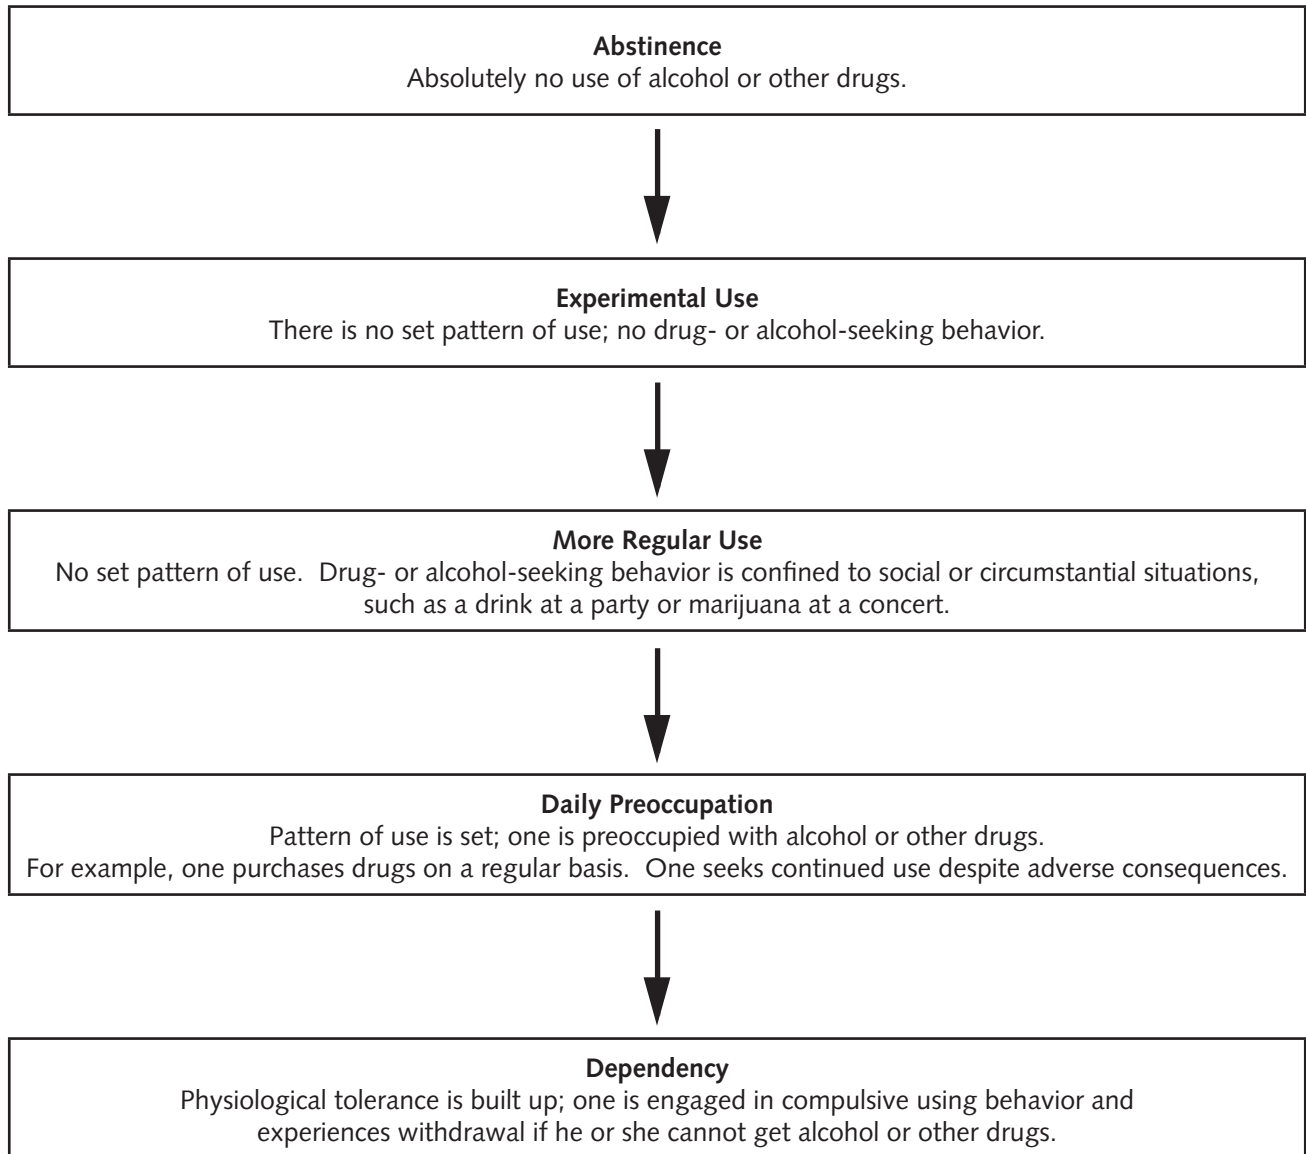 Abstinence
Absolutely no use of alcohol or other drugs.
Experimental Use
There is no set pattern of use; no drug- or alcohol-seeking behavior.
More Regular Use
No set pattern of use.  Drug- or alcohol-seeking behavior is confined to social or circumstantial situations,
such as a drink at a party or marijuana at a concert.
Daily Preoccupation
Pattern of use is set; one is preoccupied with alcohol or other drugs.
For example, one purchases drugs on a regular basis.  One seeks continued use despite adverse consequences.
Dependency
Physiological tolerance is built up; one is engaged in compulsive using behavior and
experiences withdrawal if he or she cannot get alcohol or other drugs.